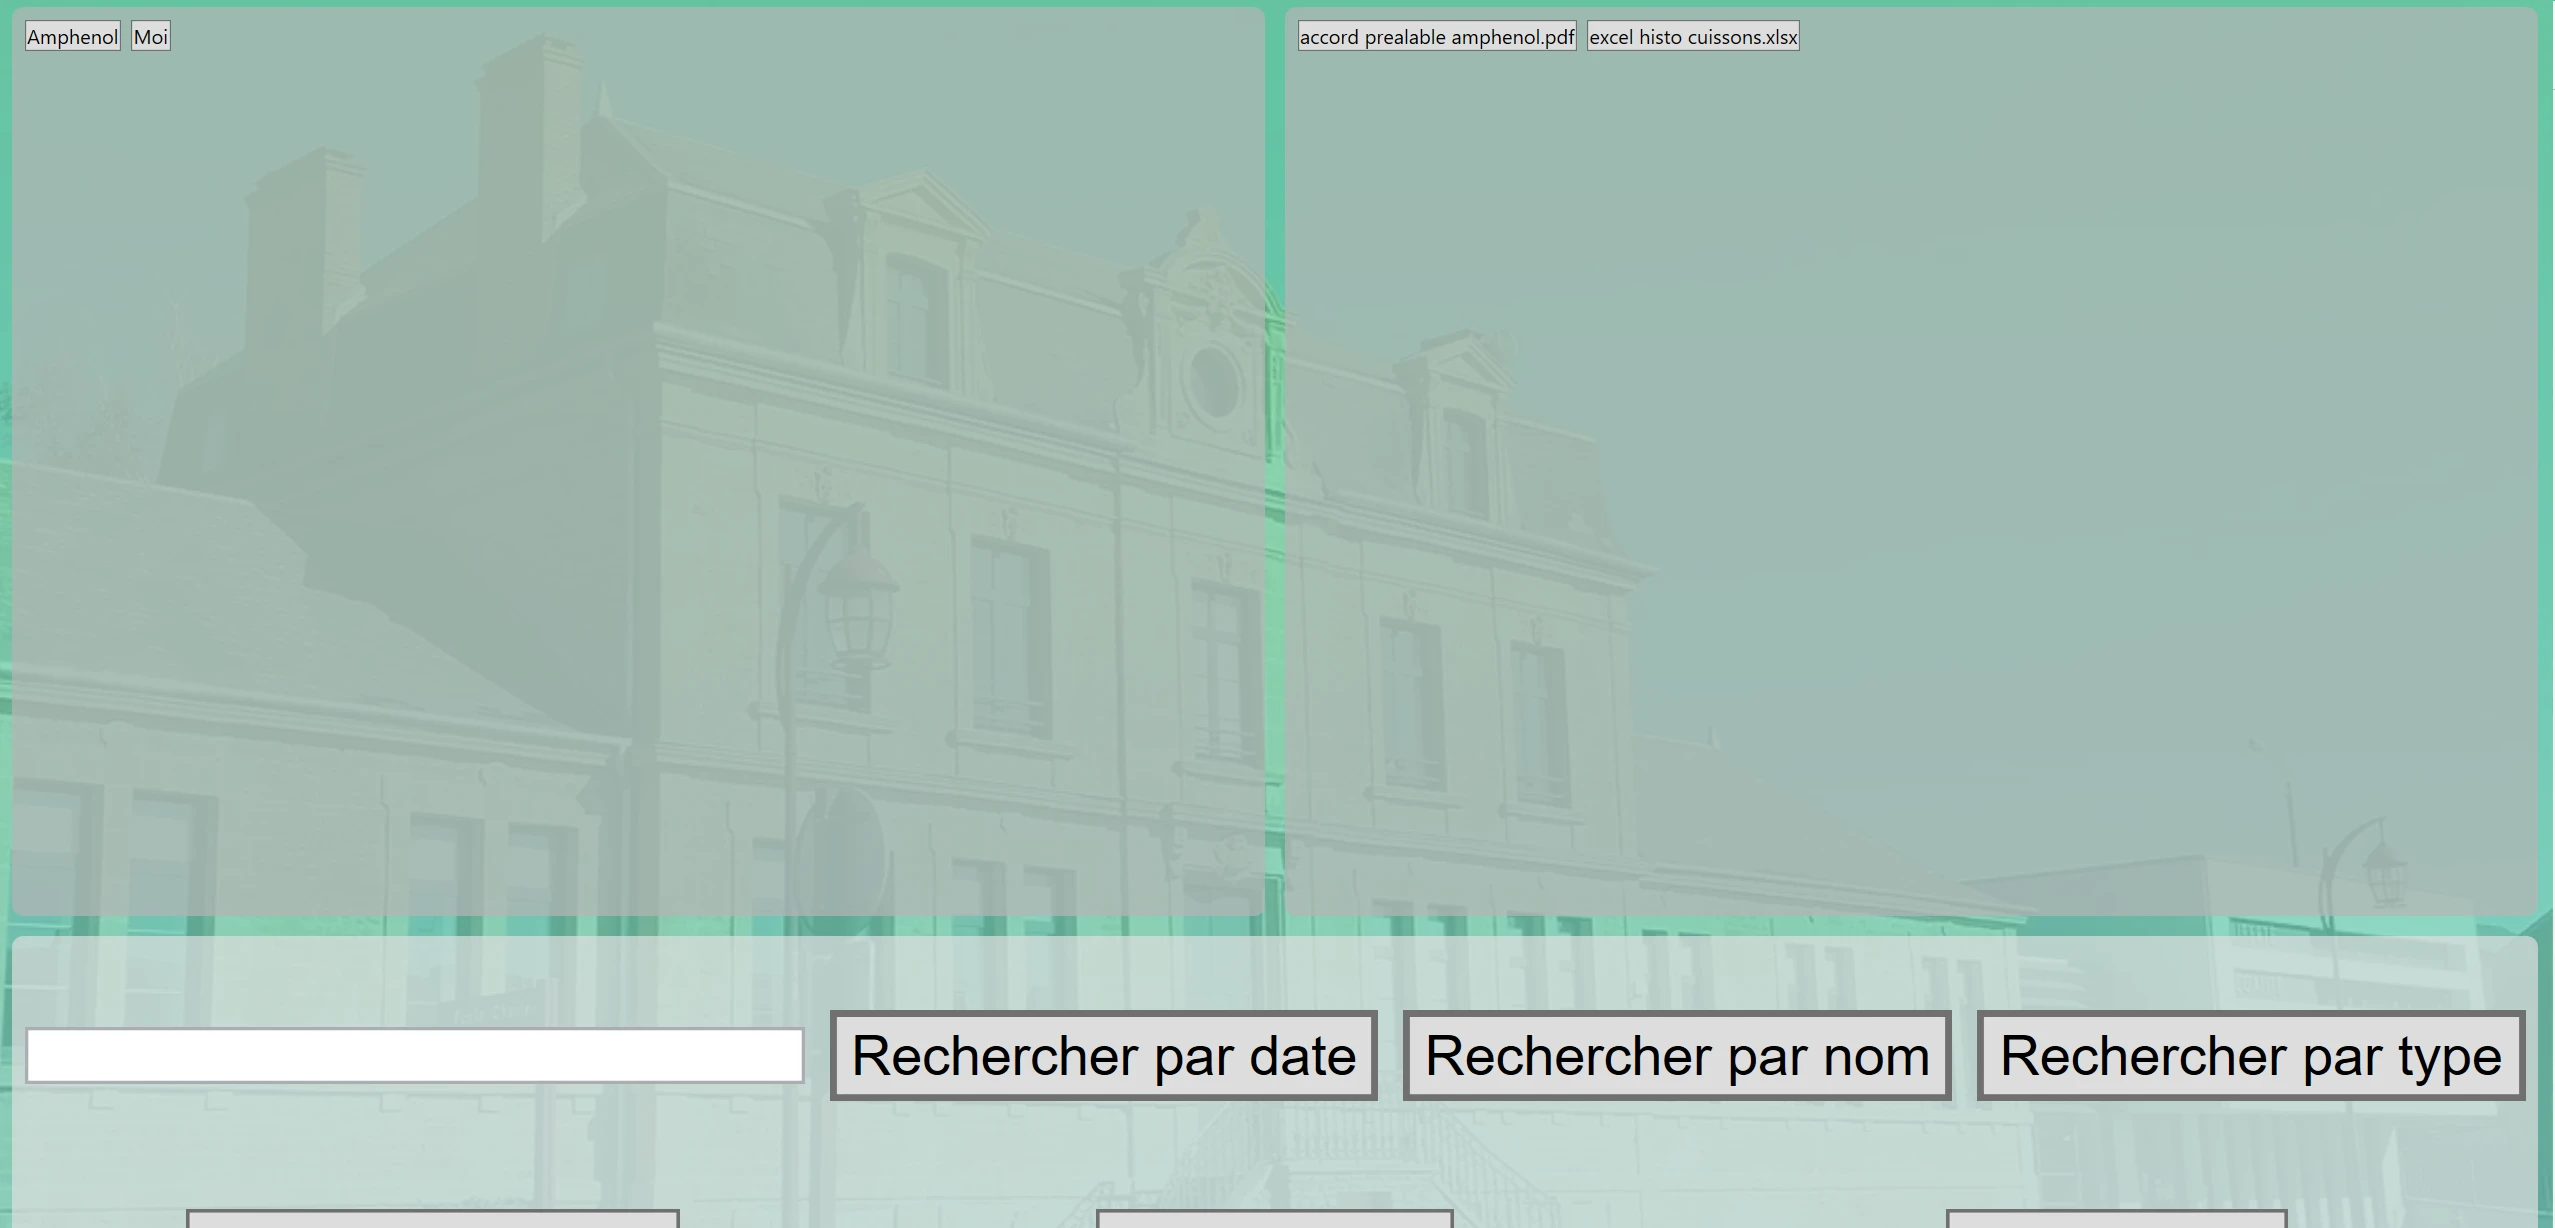 Amphenol Moi
accord prealable amphenol.pdf excel histo cuissons.xlsx
Rechercher par date Rechercher par nom Rechercher par type